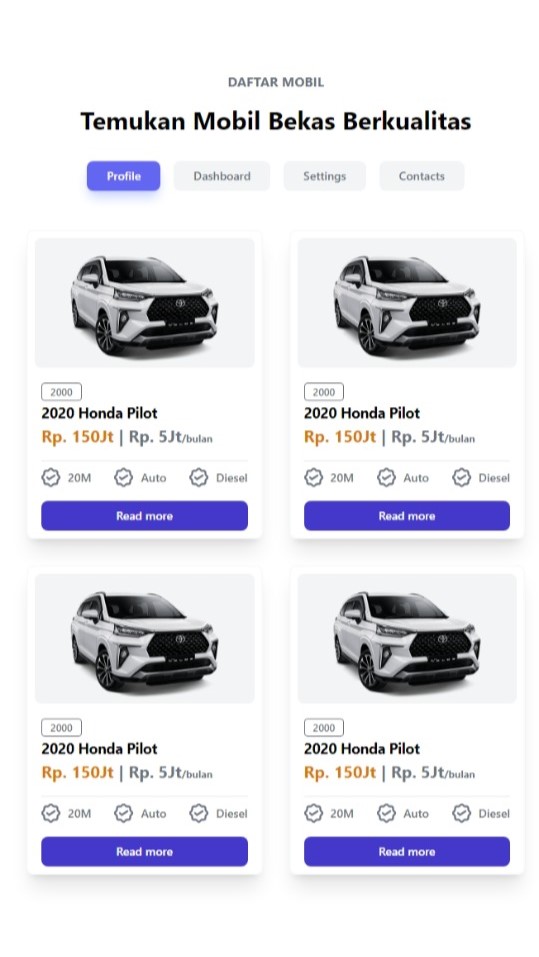 DAFTAR MOBIL
Temukan Mobil Bekas Berkualitas
Profile Dashboard Settings Contacts
2000
2020 Honda Pilot
Rp. 150Jt | Rp. 5Jt/bulan
20M Auto Diesel
Read more
2000
2020 Honda Pilot
Rp. 150Jt | Rp. 5Jt/bulan
20M Auto Diesel
Read more
2000
2020 Honda Pilot
Rp. 150Jt | Rp. 5Jt/bulan
20M Auto Diesel
Read more
2000
2020 Honda Pilot
Rp. 150Jt | Rp. 5Jt/bulan
20M Auto Diesel
Read more